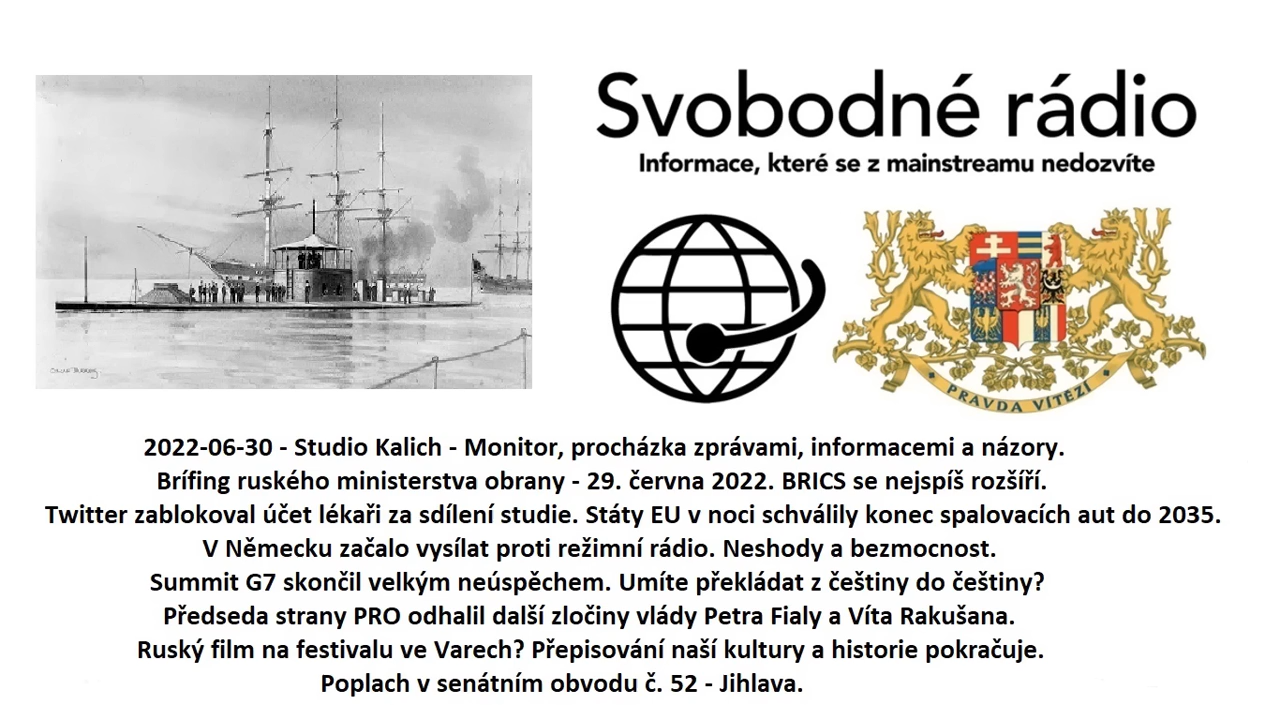 Svobodné rádio
Informace, které se z mainstreamu nedozvíte
PRAVDA VÍTĚZÍ
2022-06-30 - Studio Kalich - Monitor, procházka zprávami, informacemi a názory.
Brífing ruského ministerstva obrany - 29. června 2022. BRICS se nejspíš rozšíří.
Twitter zablokoval účet lékaři za sdílení studie. Státy EU v noci schválily konec spalovacích aut do 2035.
V Německu začalo vysílat proti režimní rádio. Neshody a bezmocnost.
Summit G7 skončil velkým neúspěchem. Umíte překládat z češtiny do češtiny?
Předseda strany PRO odhalil další zločiny vlády Petra Fialy a Víta Rakušana.
Ruský film na festivalu ve Varech? Přepisování naší kultury a historie pokračuje.
Poplach v senátním obvodu č. 52 - Jihlava.